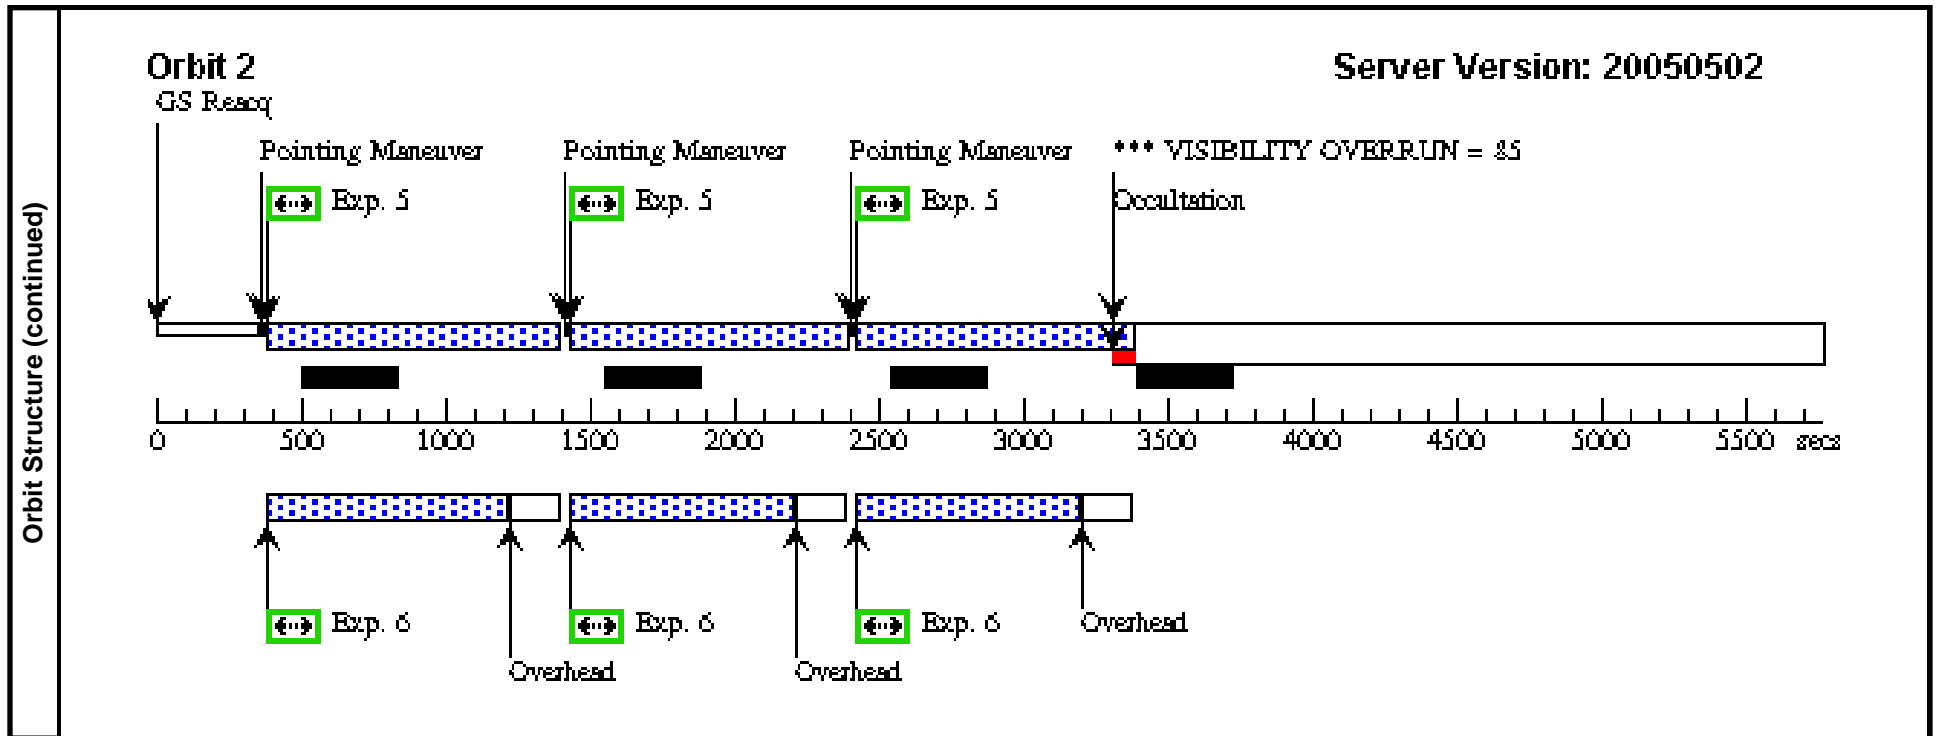 Orbit Structure (continued)
Orbit 2
Server Version: 20050502
GS Reacq
Pointing Maneuver
Pointing Maneuver
Pointing Maneuver
*** VISIBILITY OVERRUN = 85
Exp. 5
Exp. 5
Exp. 5
Occultation
0 500 1000 1500 2000 2500 3000 3500 4000 4500 5000 5500 secs
Exp. 6
Exp. 6
Exp. 6
Overhead
Overhead
Overhead